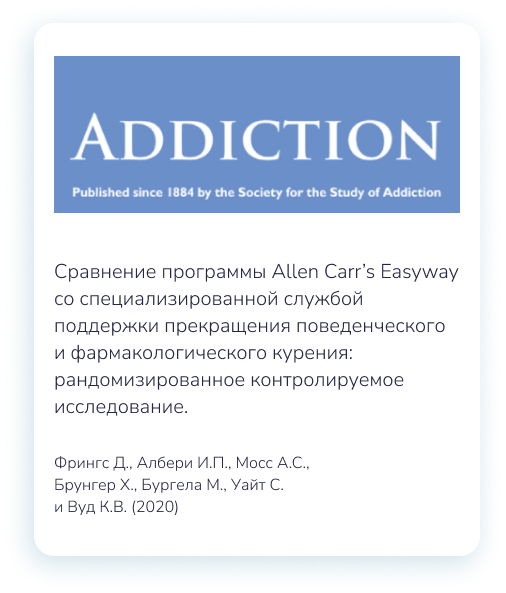 ADDICTION
Published since 1884 by the Society for the Study of Addiction
Сравнение программы Allen Carr’s Easyway
со специализированной службой
поддержки прекращения поведенческого
и фармакологического курения:
рандомизированное контролируемое
исследование.
Фрингс Д., Албери И.П., Мосс А.С.,
Брунгер Х., Бургела М., Уайт С.
и Вуд К.В. (2020)